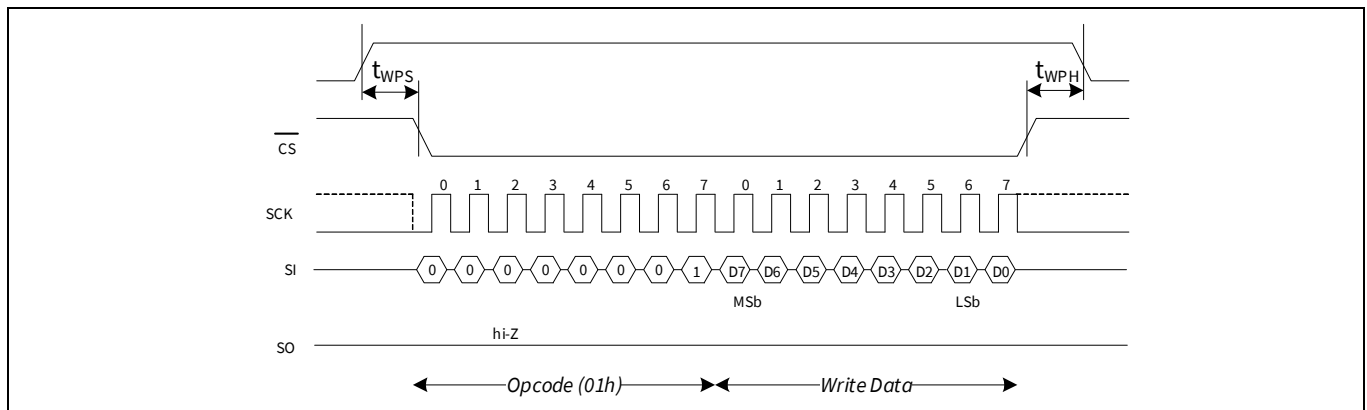 tWPS tWPH
CS
0 1 2 3 4 5 6 7 0 1 2 3 4 5 6 7
SCK
SI 0 0 0 0 0 0 0 1 D7 D6 D5 D4 D3 D2 D1 D0
MSb LSb
hi-Z
SO
Opcode (01h) Write Data